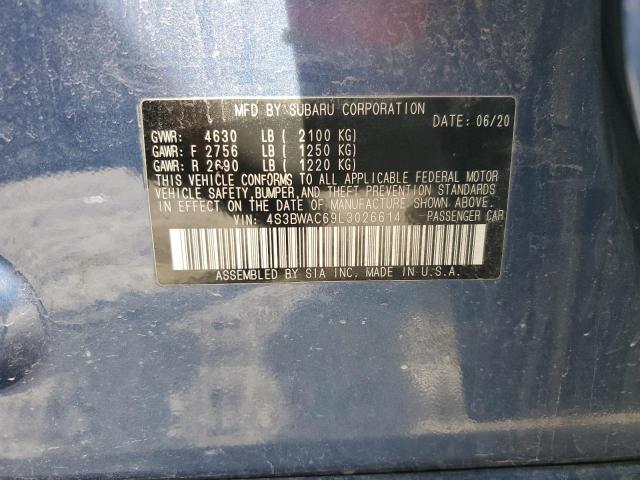 MFD BY SUBARU CORPORATION
DATE: 06/20
GVWR: 4630 LB ( 2100 KG)
GAWR: F 2756 LB ( 1250 KG)
GAWR: R 2690 LB ( 1220 KG)
THIS VEHICLE CONFORMS TO ALL APPLICABLE FEDERAL MOTOR
VEHICLE SAFETY, BUMPER, AND THEFT PREVENTION STANDARDS
IN EFFECT ON THE DATE OF MANUFACTURE SHOWN ABOVE.
VIN: 4S3BWAC69L3026614 PASSENGER CAR
ASSEMBLED BY SIA INC. MADE IN U.S.A.